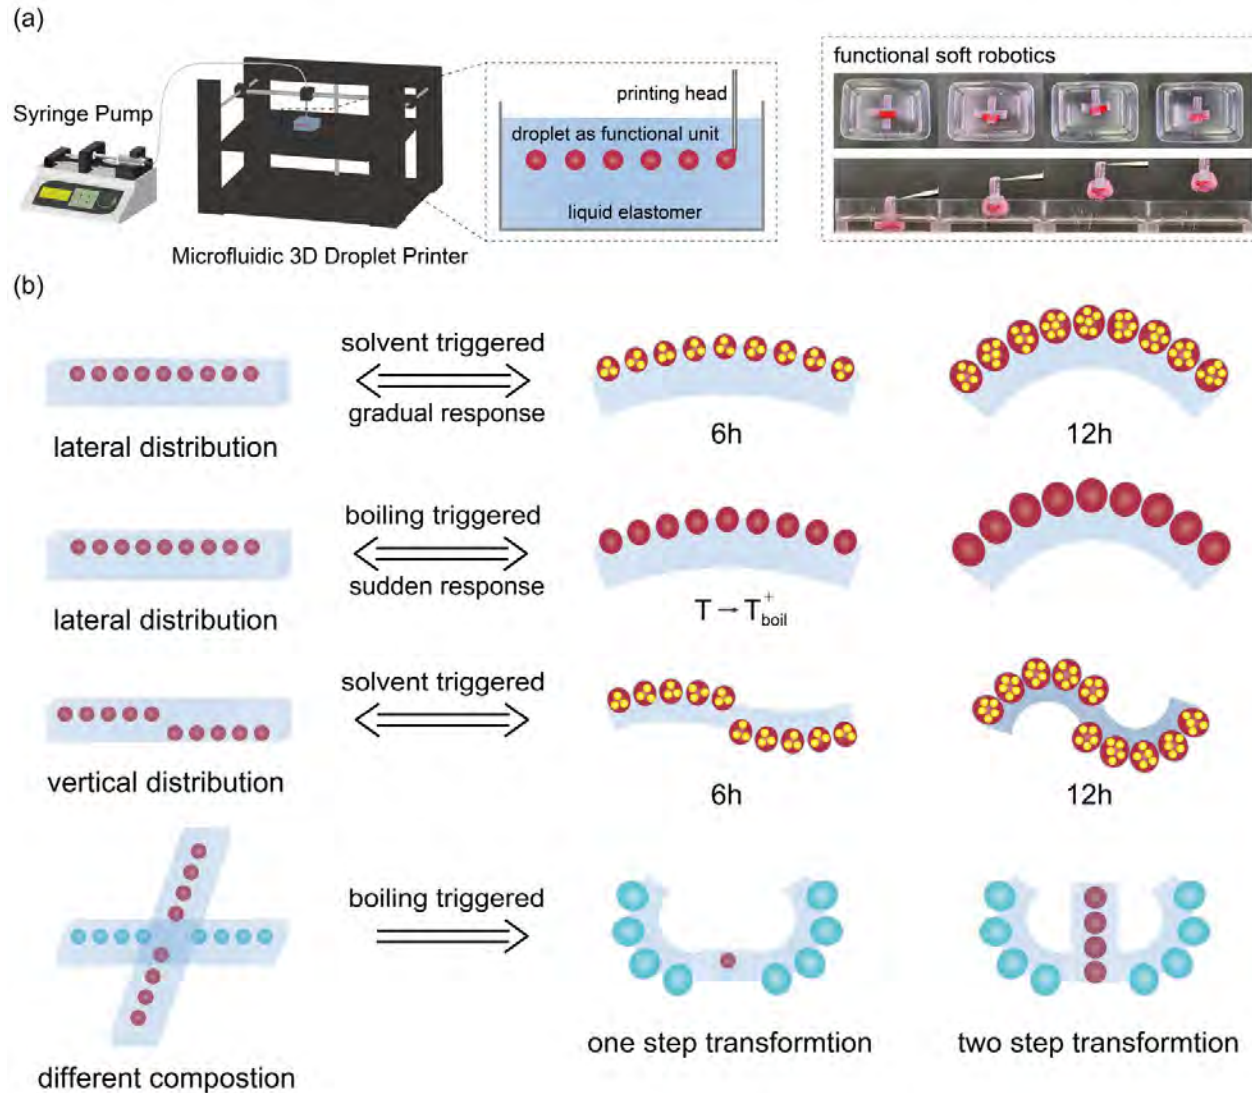 (a)
Syringe Pump
Microfluidic 3D Droplet Printer
printing head
droplet as functional unit
liquid elastomer
functional soft robotics
(b)
lateral distribution
solvent triggered
gradual response
6h
12h
lateral distribution
boiling triggered
sudden response
T → T⁺boil
vertical distribution
solvent triggered
6h
12h
different compostion
boiling triggered
one step transformtion
two step transformtion